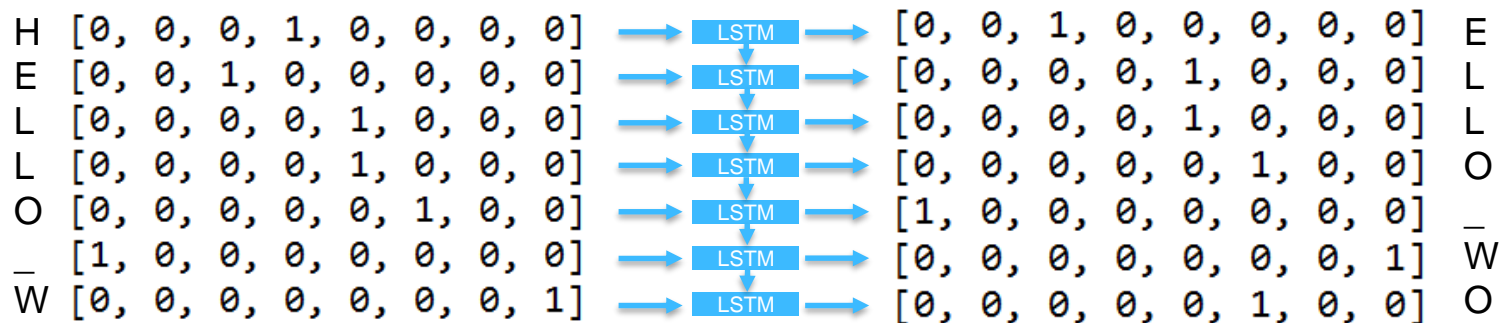 H [0, 0, 0, 1, 0, 0, 0, 0] LSTM [0, 0, 1, 0, 0, 0, 0, 0] E
E [0, 0, 1, 0, 0, 0, 0, 0] LSTM [0, 0, 0, 0, 1, 0, 0, 0] L
L [0, 0, 0, 0, 1, 0, 0, 0] LSTM [0, 0, 0, 0, 1, 0, 0, 0] L
L [0, 0, 0, 0, 1, 0, 0, 0] LSTM [0, 0, 0, 0, 0, 1, 0, 0] O
O [0, 0, 0, 0, 0, 1, 0, 0] LSTM [1, 0, 0, 0, 0, 0, 0, 0] _
_ [1, 0, 0, 0, 0, 0, 0, 0] LSTM [0, 0, 0, 0, 0, 0, 0, 1] W
W [0, 0, 0, 0, 0, 0, 0, 1] LSTM [0, 0, 0, 0, 0, 1, 0, 0] O